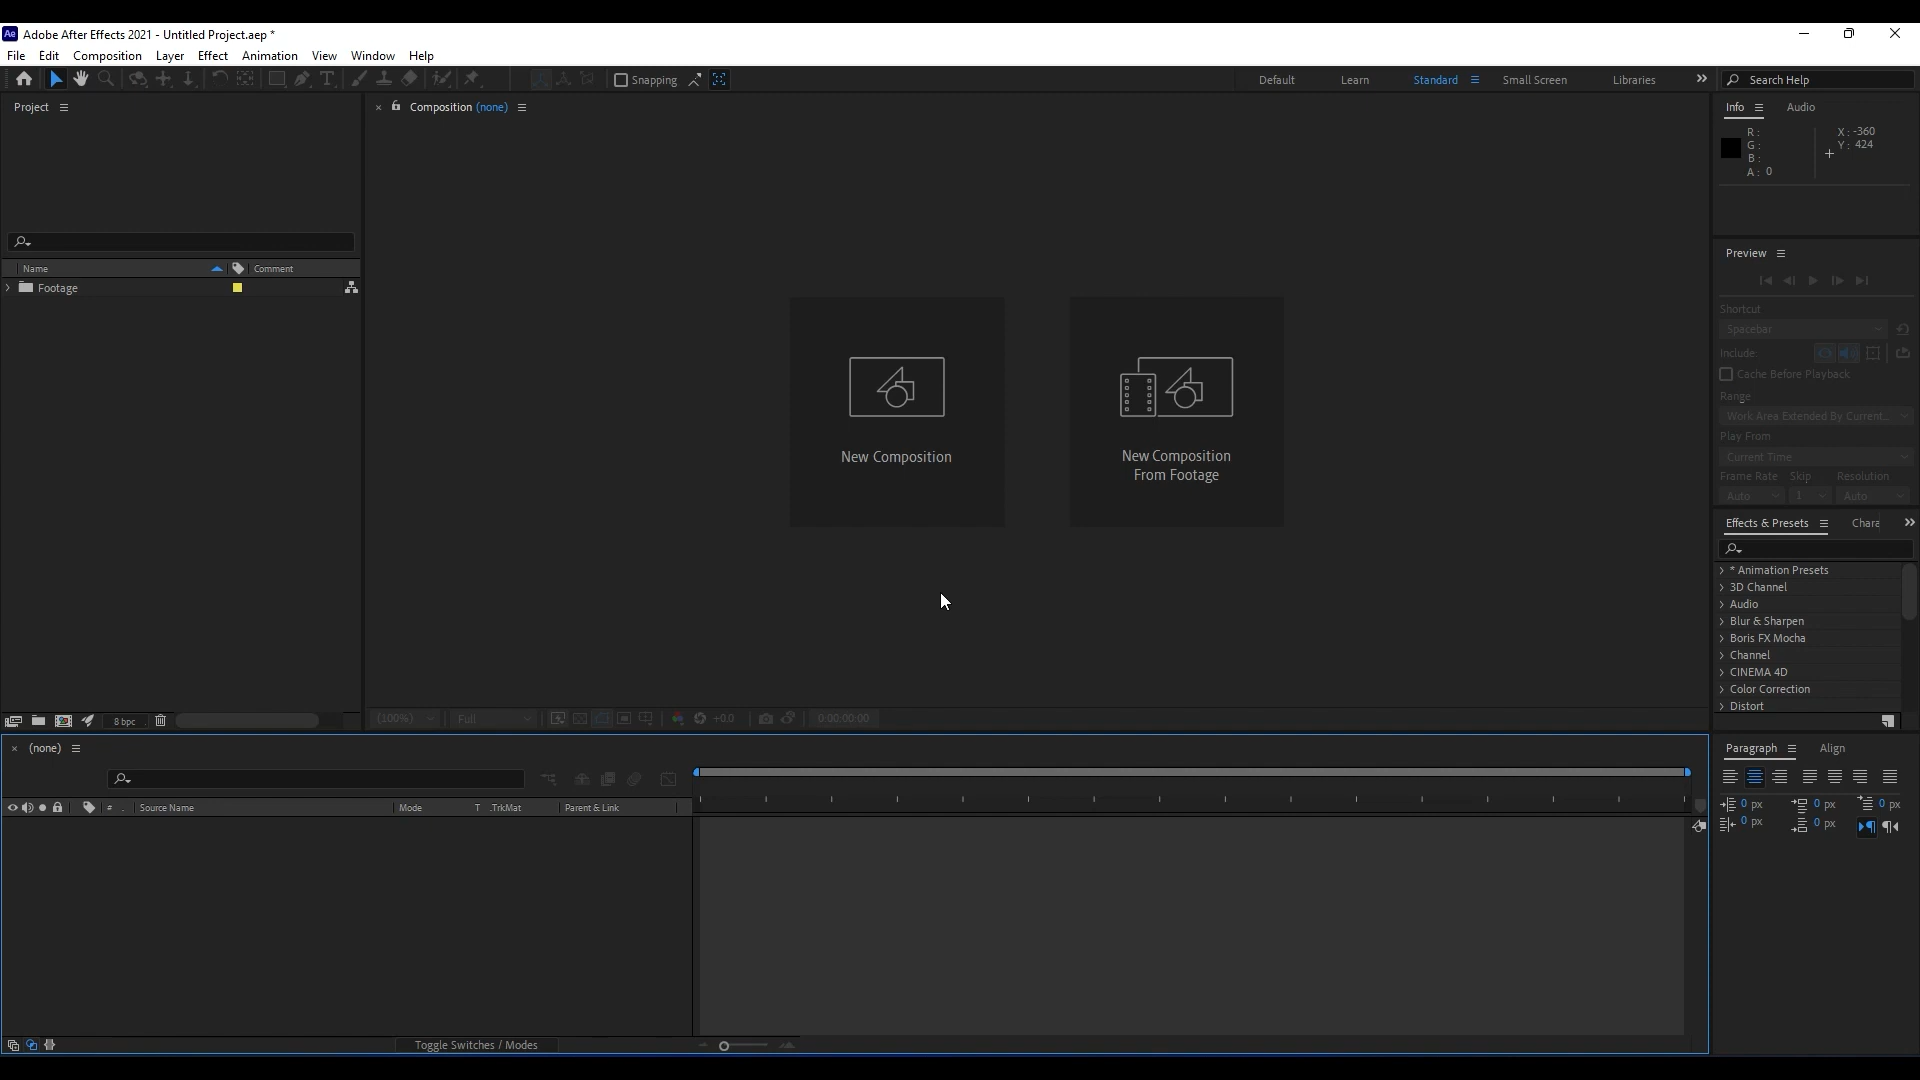 Ae Adobe After Effects 2021 - Untitled Project.aep *
File Edit Composition Layer Effect Animation View Window Help
Snapping Default Learn Standard Small Screen Libraries Search Help
Project
Composition (none)
Info Audio
R:
G:
B:
A: 0
X: -360
Y: 424
Name Comment
Footage
New Composition
New Composition
From Footage
Preview
Shortcut
Spacebar
Include:
Cache Before Playback
Range
Work Area Extended By Current...
Play From
Current Time
Frame Rate Skip Resolution
Auto 1 Auto
Effects & Presets Chara
* Animation Presets
3D Channel
Audio
Blur & Sharpen
Boris FX Mocha
Channel
CINEMA 4D
Color Correction
Distort
8 bpc
(100%) Full +0.0 0:00:00:00
(none)
# Source Name Mode T .TrkMat Parent & Link
Toggle Switches / Modes
Paragraph Align
0 px 0 px 0 px
0 px 0 px